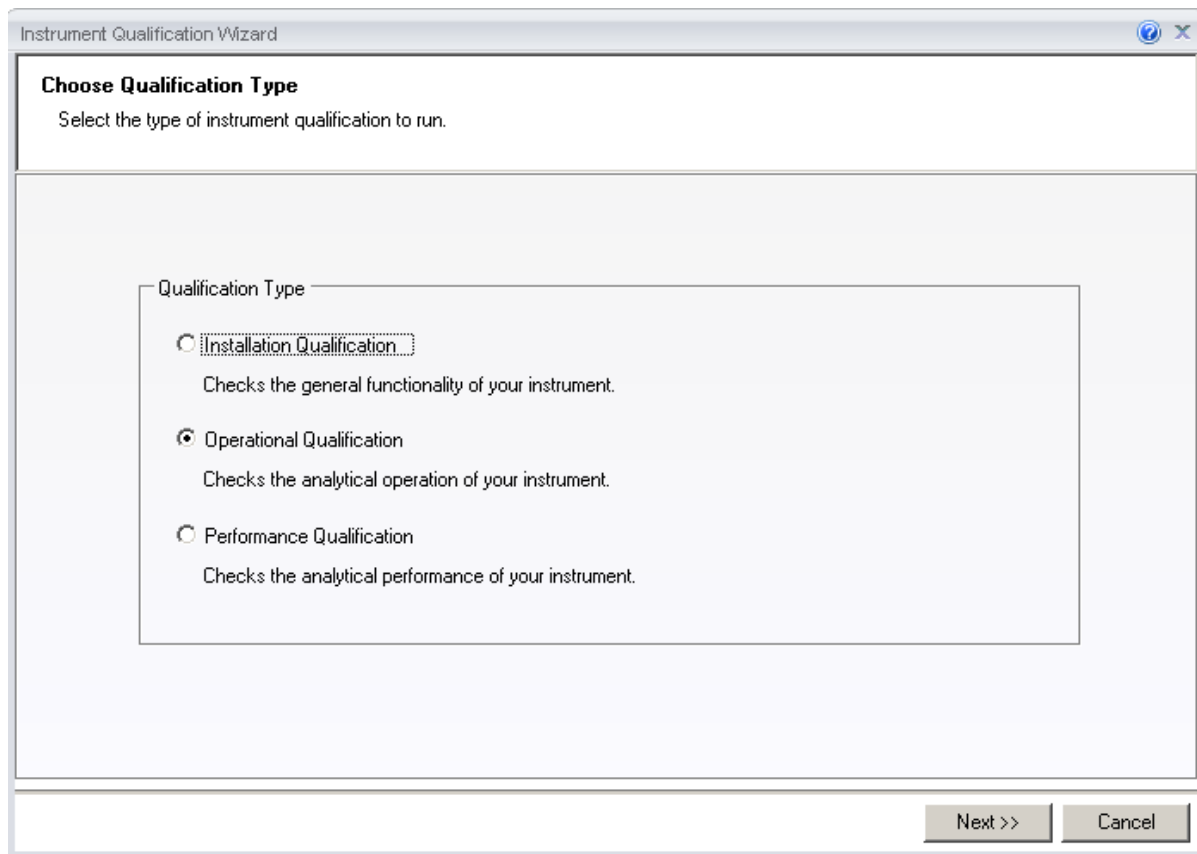 Instrument Qualification Wizard
Choose Qualification Type
Select the type of instrument qualification to run.
Qualification Type
Installation Qualification
Checks the general functionality of your instrument.
Operational Qualification
Checks the analytical operation of your instrument.
Performance Qualification
Checks the analytical performance of your instrument.
Next >>
Cancel